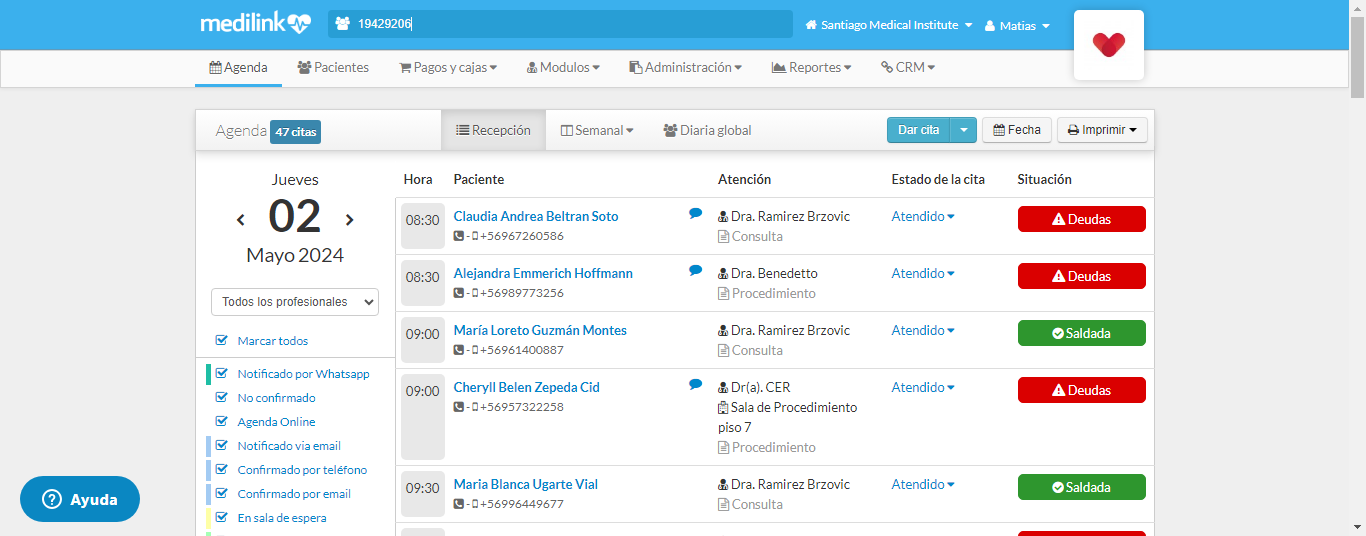 medilink
19429206
Santiago Medical Institute
Matias
Agenda
Pacientes
Pagos y cajas
Modulos
Administración
Reportes
CRM
Agenda 47 citas
Recepción
Semanal
Diaria global
Dar cita
Fecha
Imprimir
Jueves
02
Mayo 2024
Todos los profesionales
Marcar todos
Notificado por Whatsapp
No confirmado
Agenda Online
Notificado via email
Confirmado por teléfono
Confirmado por email
En sala de espera
Hora Paciente Atención Estado de la cita Situación
08:30 Claudia Andrea Beltran Soto Dra. Ramirez Brzovic Atendido Deudas
- +56967260586 Consulta
08:30 Alejandra Emmerich Hoffmann Dra. Benedetto Atendido Deudas
- +56989773256 Procedimiento
09:00 María Loreto Guzmán Montes Dra. Ramirez Brzovic Atendido Saldada
- +56961400887 Consulta
09:00 Cheryll Belen Zepeda Cid Dr(a). CER Atendido Deudas
- +56957322258 Sala de Procedimiento
piso 7
Procedimiento
09:30 Maria Blanca Ugarte Vial Dra. Ramirez Brzovic Atendido Saldada
- +56996449677 Consulta
Ayuda